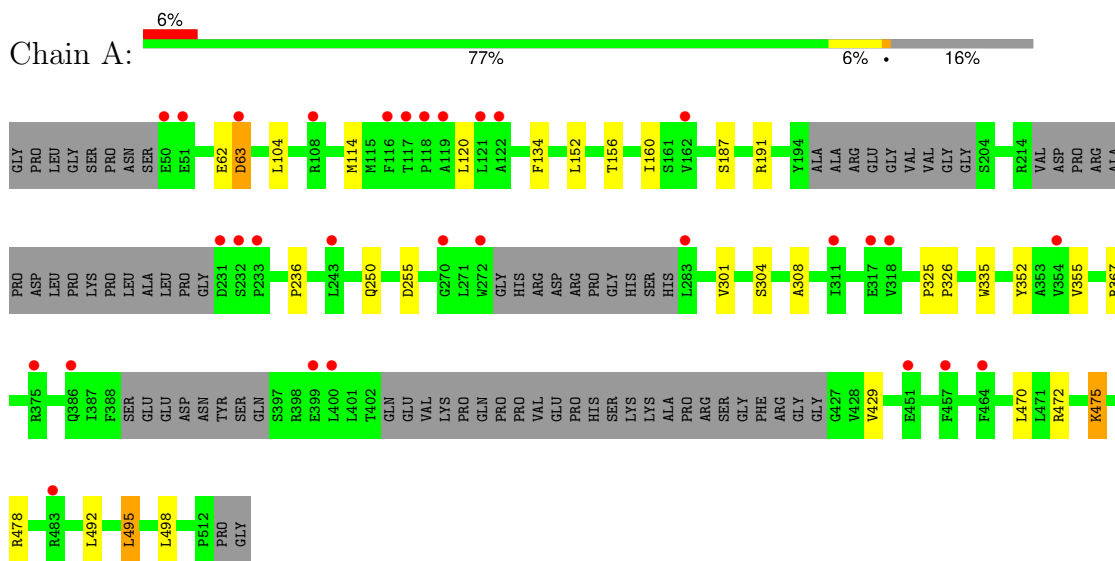 6%
Chain A:
77% 6% • 16%
GLY PRO LEU GLY SER PRO ASN SER E50 E51 E62 D63 L104 R108 M114 M115 F116 T117 P118 A119 L120 L121 A122 F134 L152 T156 I160 S161 V162 S187 R191 Y194 ALA ALA ARG GLU GLY VAL VAL GLY GLY S204 R214 VAL ASP PRO ARG ALA
PRO ASP LEU PRO LYS PRO LEU ALA LEU PRO GLY D231 S232 P233 P236 L243 Q250 D255 G270 L271 W272 GLY HIS ARG ASP ARG PRO GLY HIS SER HIS L283 V301 S304 A308 I311 E317 V318 P325 P326 W335 Y352 A353 V354 V355
R375 Q386 I387 F388 SER GLU GLU ASP ASN TYR SER GLN S397 R398 E399 L400 L401 T402 GLN GLU VAL LYS PRO GLN PRO PRO VAL GLU PRO HIS SER LYS LYS ALA PRO ARG SER GLY PHE ARG GLY GLY G427 V428 V429 E451 F457 F464 L470 L471 R472 K475
R478 R483 L492 L495 L498 P512 PRO GLY